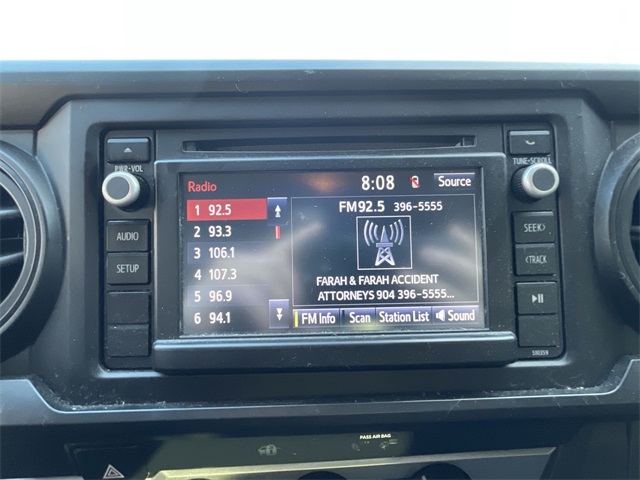 PWR•VOL
TUNE•SCROLL
Radio 8:08 Source
1 92.5
2 93.3
3 106.1
4 107.3
5 96.9
6 94.1
FM92.5 396-5555
FARAH & FARAH ACCIDENT
ATTORNEYS 904 396-5555...
FM Info Scan Station List Sound
AUDIO
SETUP
SEEK>
<TRACK
510359
PASS AIR BAG